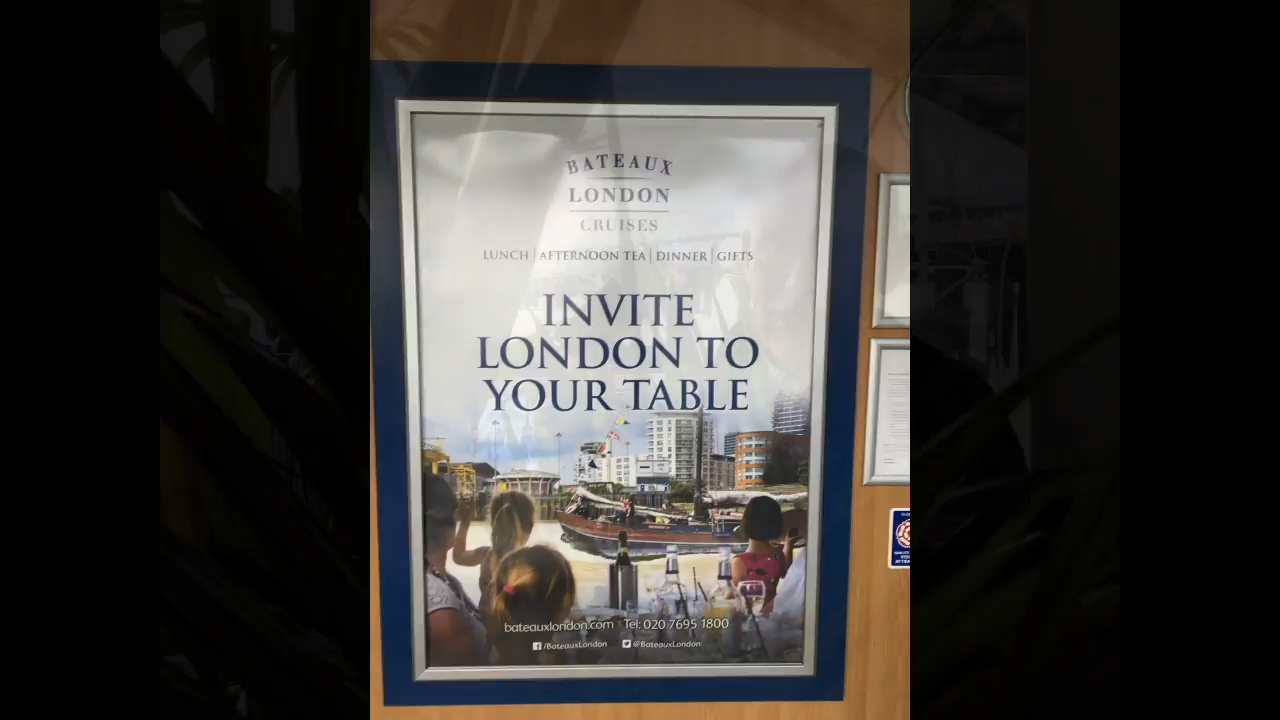 BATEAUX
LONDON
CRUISES
LUNCH | AFTERNOON TEA | DINNER | GIFTS
INVITE
LONDON TO
YOUR TABLE
bateauxlondon.com Tel: 020 7695 1800
/BateauxLondon @BateauxLondon